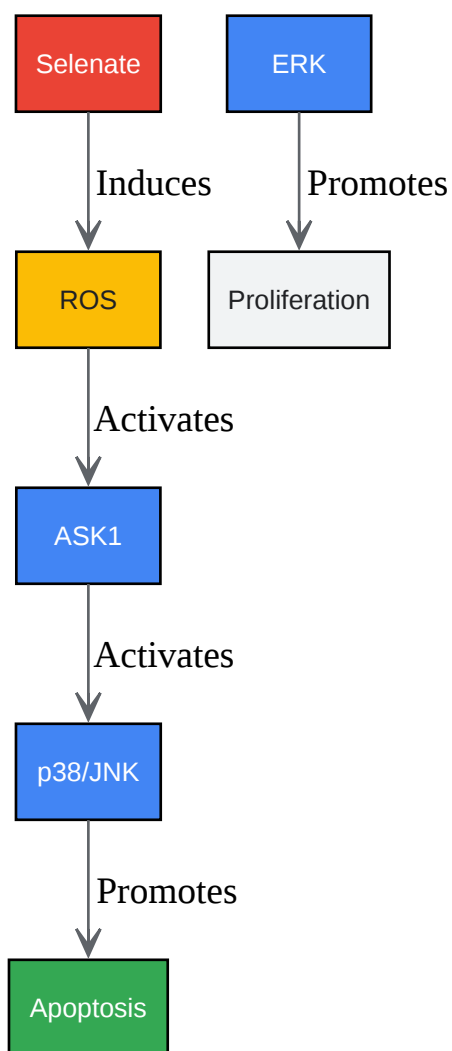 Selenate
ERK
Induces
Promotes
ROS
Proliferation
Activates
ASK1
Activates
p38/JNK
Promotes
Apoptosis